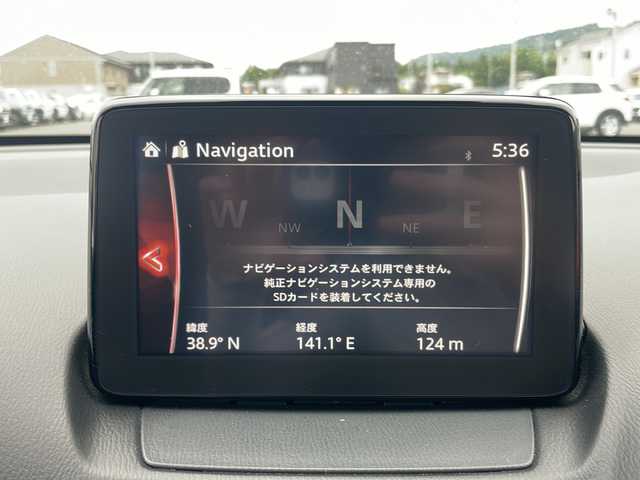 Navigation
5:36
W N E
NW NE
ナビゲーションシステムを利用できません。
純正ナビゲーションシステム専用の
SDカードを装着してください。
緯度 経度 高度
38.9° N 141.1° E 124 m